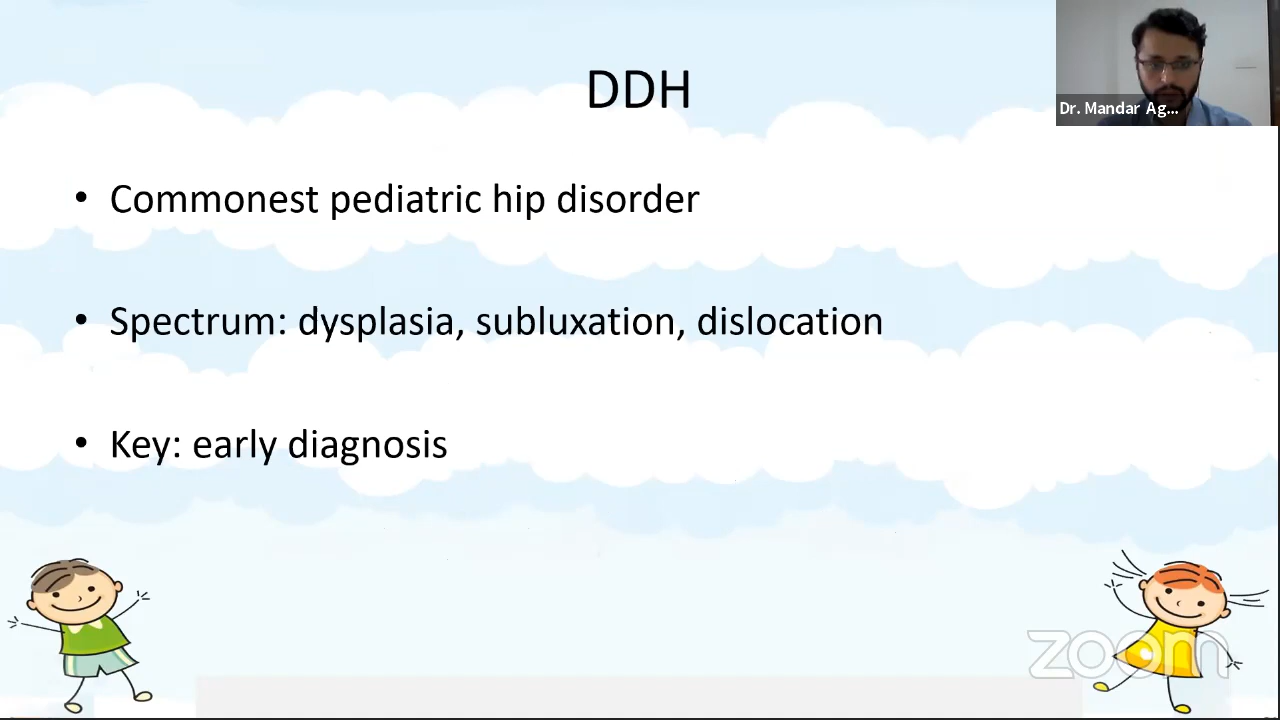 DDH
Dr. Mandar Ag...
• Commonest pediatric hip disorder
• Spectrum: dysplasia, subluxation, dislocation
• Key: early diagnosis
zoom